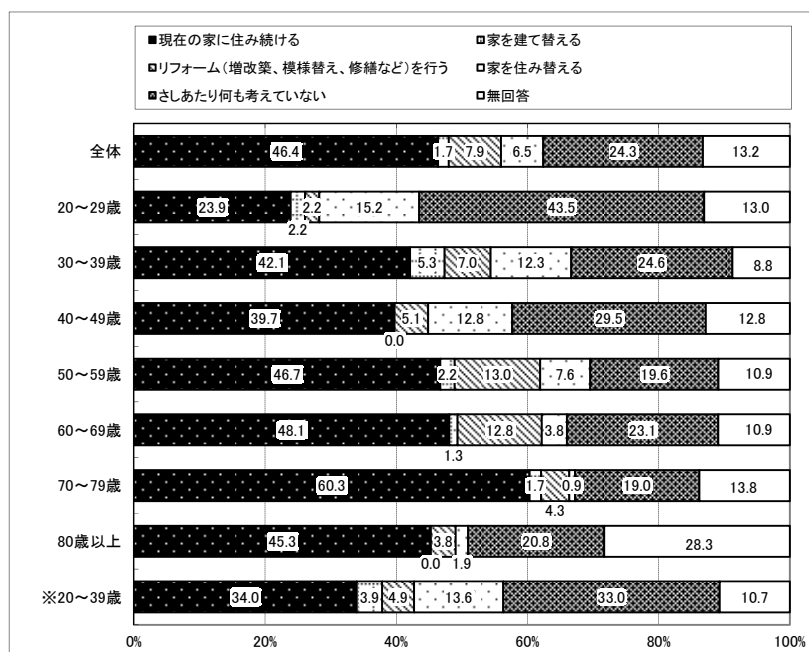 ■現在の家に住み続ける　家を建て替える
リフォーム(増改築、模様替え、修繕など)を行う　□家を住み替える
さしあたり何も考えていない　□無回答
全体 46.4 1.7 7.9 6.5 24.3 13.2
20～29歳 23.9 2.2 2.2 15.2 43.5 13.0
30～39歳 42.1 5.3 7.0 12.3 24.6 8.8
40～49歳 39.7 0.0 5.1 12.8 29.5 12.8
50～59歳 46.7 2.2 13.0 7.6 19.6 10.9
60～69歳 48.1 1.3 12.8 3.8 23.1 10.9
70～79歳 60.3 1.7 4.3 0.9 19.0 13.8
80歳以上 45.3 0.0 3.8 1.9 20.8 28.3
※20～39歳 34.0 3.9 4.9 13.6 33.0 10.7
0% 20% 40% 60% 80% 100%